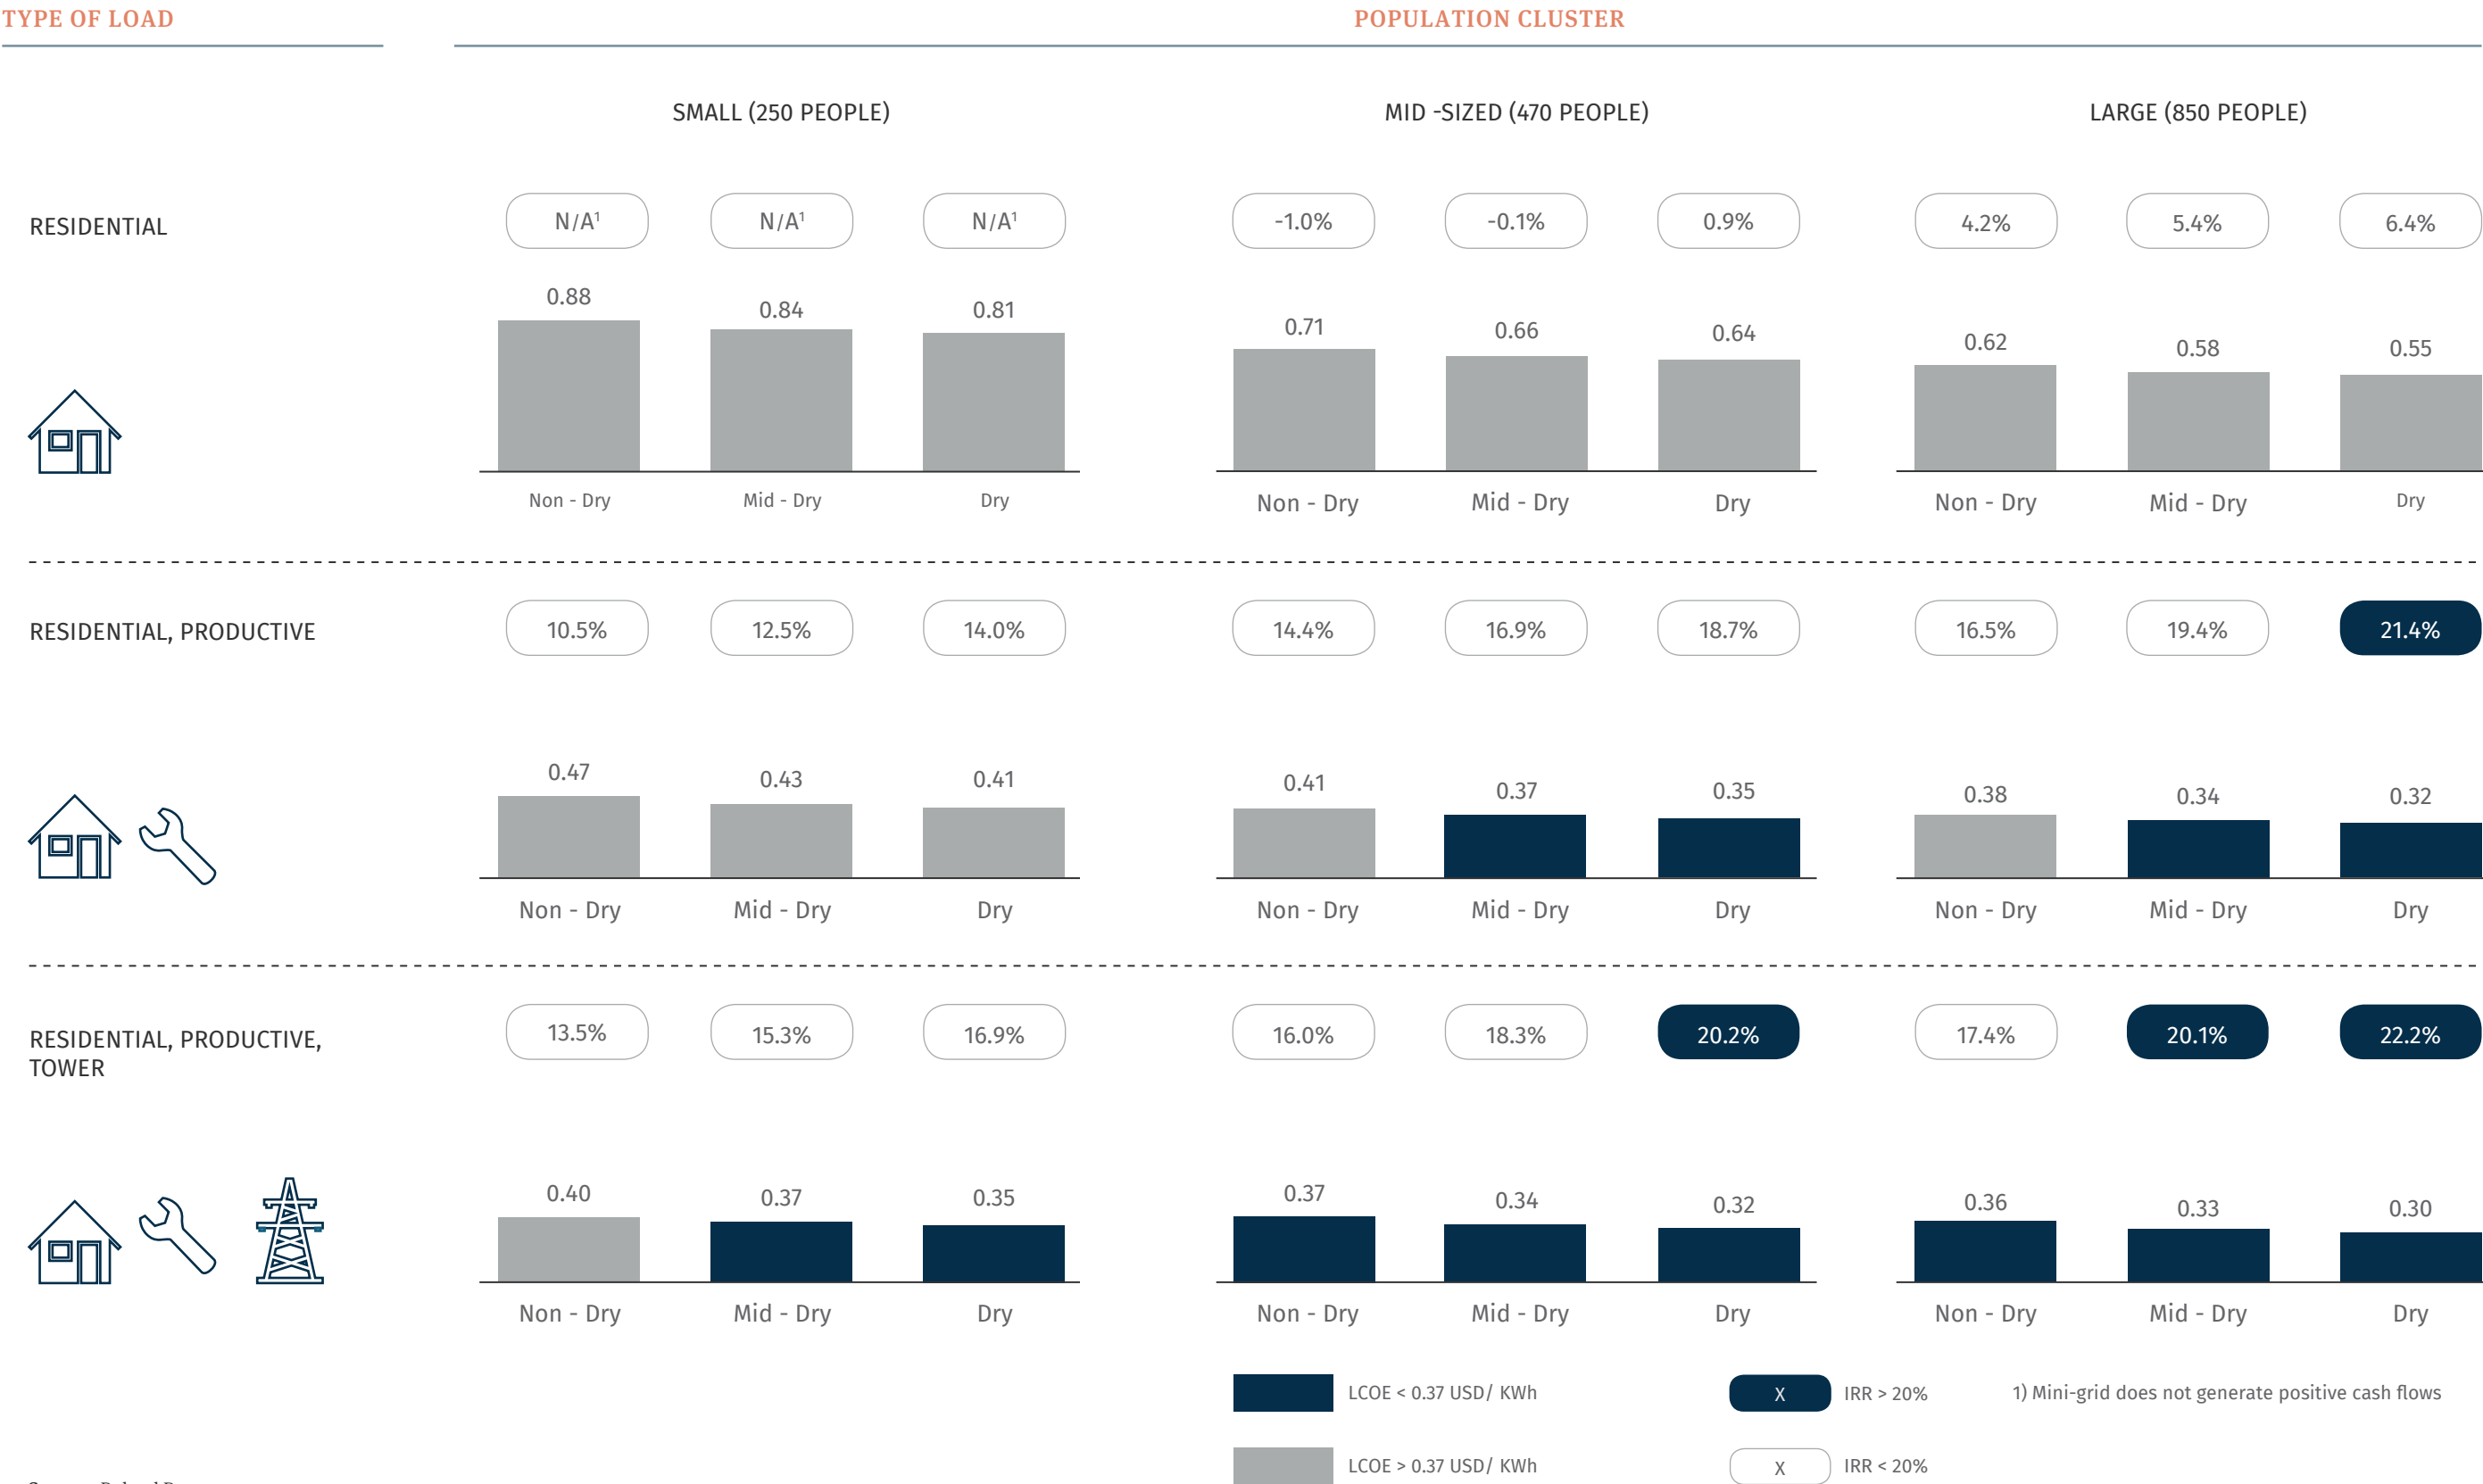 TYPE OF LOAD
POPULATION CLUSTER
SMALL (250 PEOPLE)
MID -SIZED (470 PEOPLE)
LARGE (850 PEOPLE)
RESIDENTIAL
N/A¹ N/A¹ N/A¹ -1.0% -0.1% 0.9% 4.2% 5.4% 6.4%
0.88 0.84 0.81 0.71 0.66 0.64 0.62 0.58 0.55
Non - Dry Mid - Dry Dry Non - Dry Mid - Dry Dry Non - Dry Mid - Dry Dry
RESIDENTIAL, PRODUCTIVE
10.5% 12.5% 14.0% 14.4% 16.9% 18.7% 16.5% 19.4% 21.4%
0.47 0.43 0.41 0.41 0.37 0.35 0.38 0.34 0.32
Non - Dry Mid - Dry Dry Non - Dry Mid - Dry Dry Non - Dry Mid - Dry Dry
RESIDENTIAL, PRODUCTIVE,
TOWER
13.5% 15.3% 16.9% 16.0% 18.3% 20.2% 17.4% 20.1% 22.2%
0.40 0.37 0.35 0.37 0.34 0.32 0.36 0.33 0.30
Non - Dry Mid - Dry Dry Non - Dry Mid - Dry Dry Non - Dry Mid - Dry Dry
LCOE < 0.37 USD/ KWh
X IRR > 20%
1) Mini-grid does not generate positive cash flows
LCOE > 0.37 USD/ KWh
X IRR < 20%